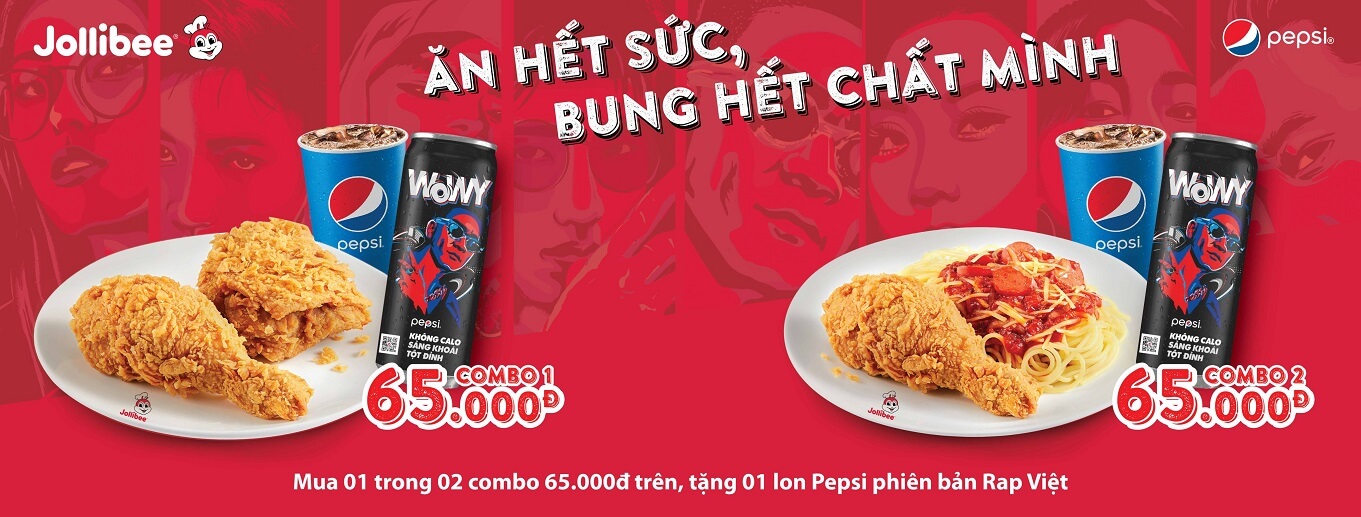 Jollibee
pepsi®
ĂN HẾT SỨC,
BUNG HẾT CHẤT MÌNH
WOWY
pepsi.
pepsi.
KHÔNG CALO
SẢNG KHOÁI
TỘT ĐỈNH
Jollibee
COMBO 1
65.000Đ
WOWY
pepsi.
pepsi.
KHÔNG CALO
SẢNG KHOÁI
TỘT ĐỈNH
Jollibee
COMBO 2
65.000Đ
Mua 01 trong 02 combo 65.000đ trên, tặng 01 lon Pepsi phiên bản Rap Việt